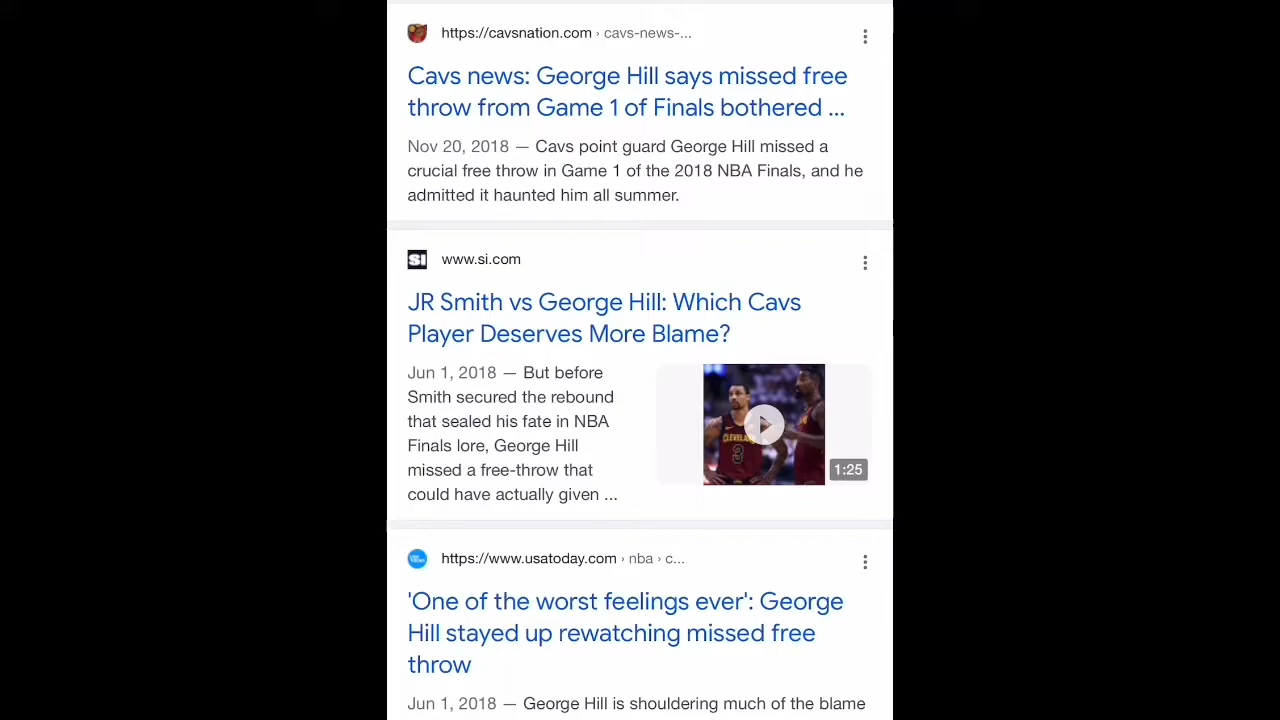 https://cavsnation.com › cavs-news-...
Cavs news: George Hill says missed free
throw from Game 1 of Finals bothered ...
Nov 20, 2018 — Cavs point guard George Hill missed a
crucial free throw in Game 1 of the 2018 NBA Finals, and he
admitted it haunted him all summer.
SI
www.si.com
JR Smith vs George Hill: Which Cavs
Player Deserves More Blame?
Jun 1, 2018 — But before
Smith secured the rebound
that sealed his fate in NBA
Finals lore, George Hill
missed a free-throw that
could have actually given ...
CLEVELAND
3
1:25
https://www.usatoday.com › nba › c...
'One of the worst feelings ever': George
Hill stayed up rewatching missed free
throw
Jun 1, 2018 — George Hill is shouldering much of the blame